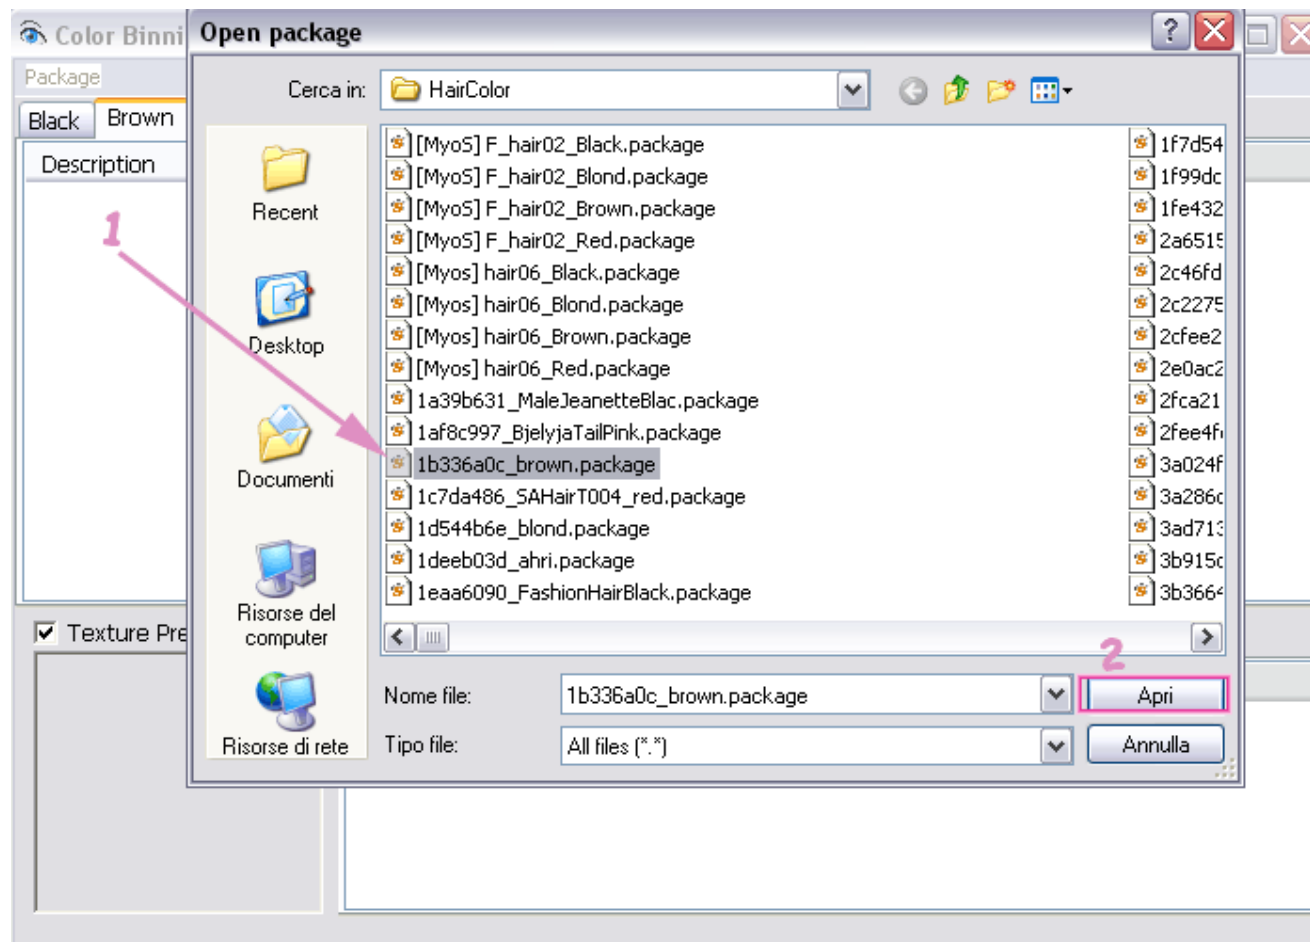 Color Binni
Open package
Package
Cerca in:
HairColor
Black
Brown
Description
Recent
Desktop
Documenti
Risorse del
computer
Risorse di rete
[MyoS] F_hair02_Black.package
[MyoS] F_hair02_Blond.package
[MyoS] F_hair02_Brown.package
[MyoS] F_hair02_Red.package
[Myos] hair06_Black.package
[Myos] hair06_Blond.package
[Myos] hair06_Brown.package
[Myos] hair06_Red.package
1a39b631_MaleJeanetteBlac.package
1af8c997_BjelyjaTailPink.package
1b336a0c_brown.package
1c7da486_SAHairT004_red.package
1d544b6e_blond.package
1deeb03d_ahri.package
1eaa6090_FashionHairBlack.package
1f7d54
1f99dc
1fe432
2a6515
2c46fd
2c2275
2cfee2
2e0ac2
2fca21
2fee4f
3a024f
3a286c
3ad713
3b915c
3b3664
1
2
Texture Pre
Nome file:
1b336a0c_brown.package
Apri
Tipo file:
All files (*.*)
Annulla